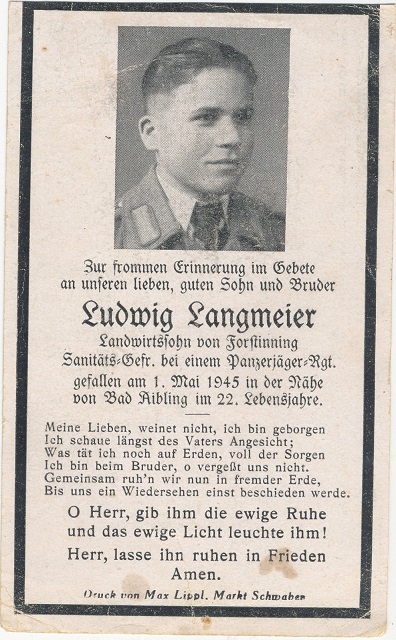 Zur frommen Erinnerung im Gebete
an unseren lieben, guten Sohn und Bruder
Ludwig Langmeier
Landwirtssohn von Forstinning
Sanitäts-Gefr. bei einem Panzerjäger-Rgt.
gefallen am 1. Mai 1945 in der Nähe
von Bad Aibling im 22. Lebensjahre.
Meine Lieben, weinet nicht, ich bin geborgen
Ich schaue längst des Vaters Angesicht;
Was tät ich noch auf Erden, voll der Sorgen
Ich bin beim Bruder, o vergeßt uns nicht.
Gemeinsam ruh'n wir nun in fremder Erde,
Bis uns ein Wiedersehen einst beschieden werde.
O Herr, gib ihm die ewige Ruhe
und das ewige Licht leuchte ihm!
Herr, lasse ihn ruhen in Frieden
Amen.
Druck von Max Lippl, Markt Schwaben